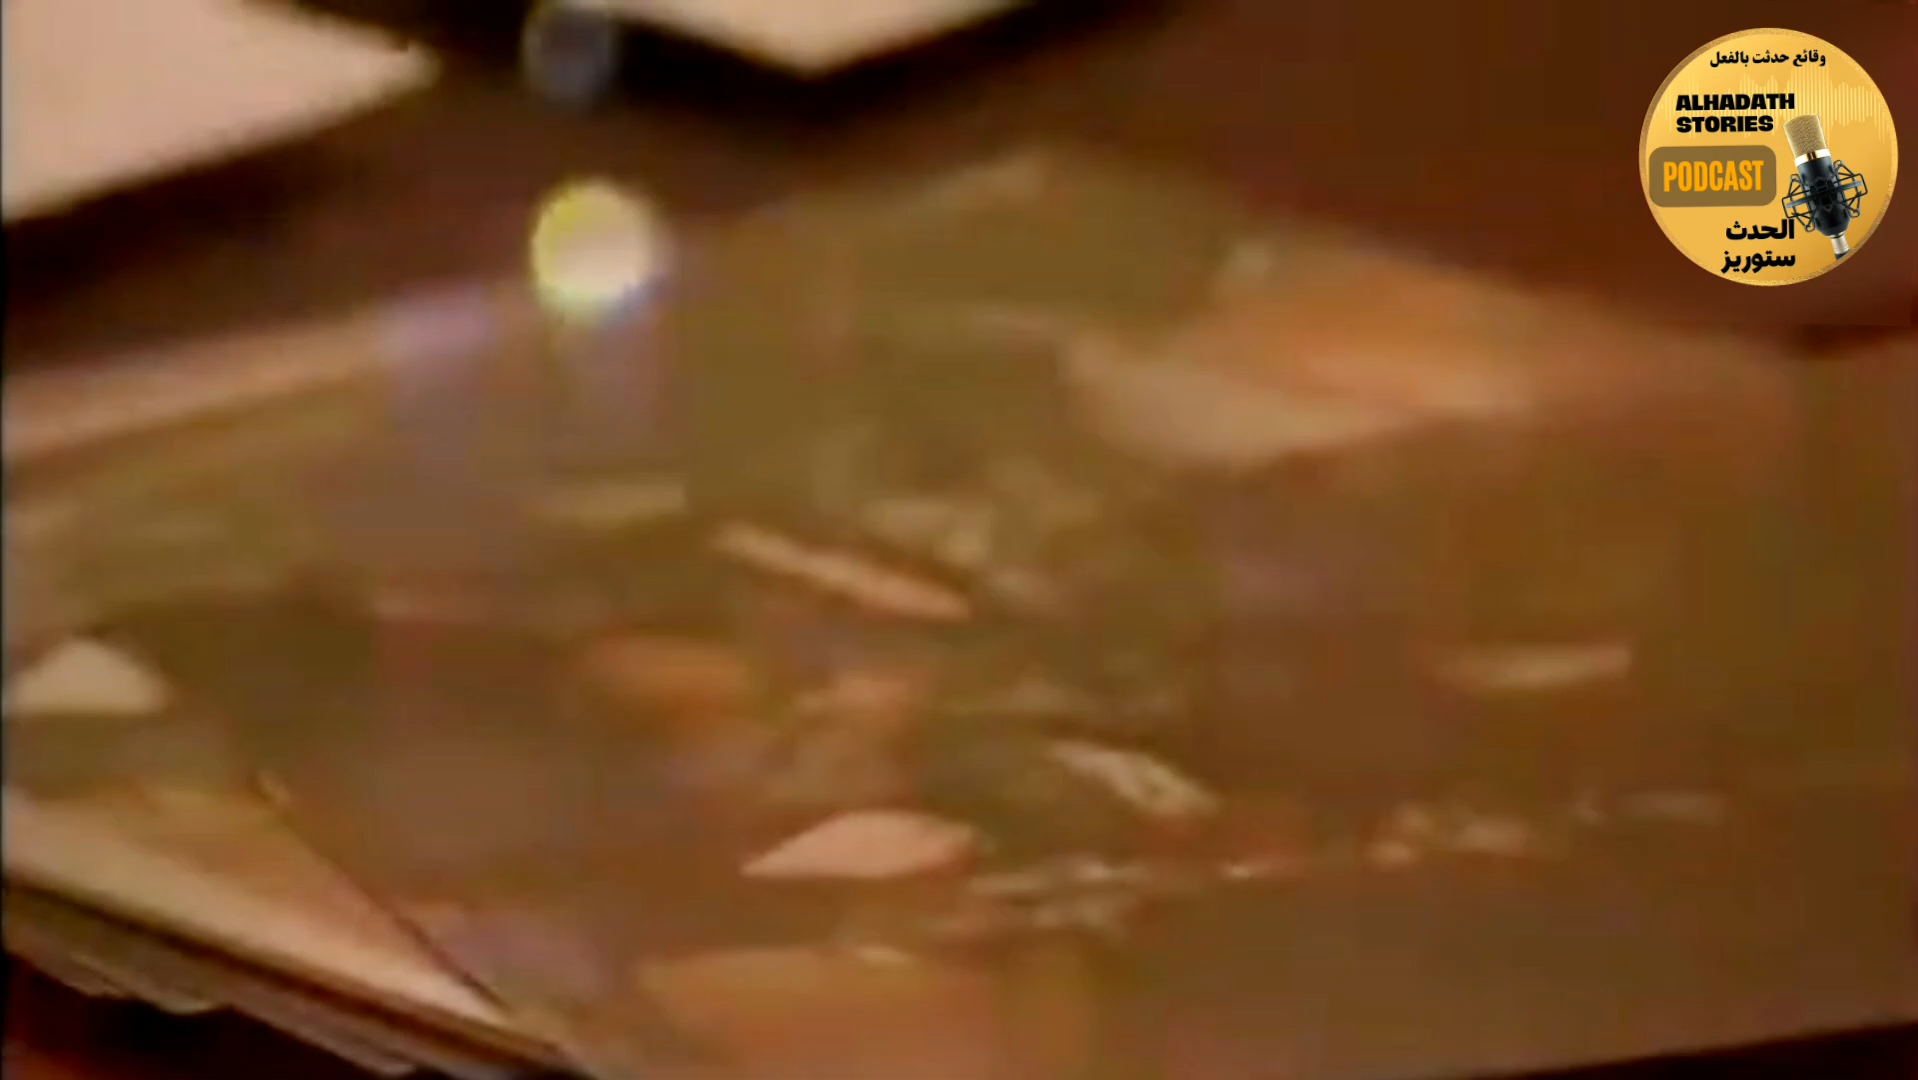 وقائع حدثت بالفعل
ALHADATH
STORIES
PODCAST
الحدث
ستوريز